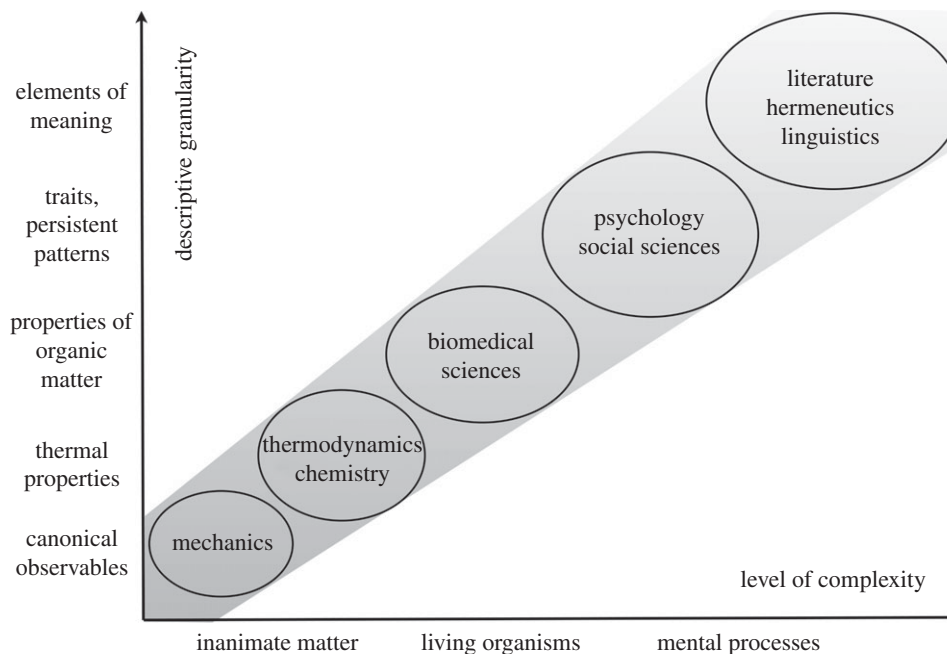 elements of
meaning
traits,
persistent
patterns
properties of
organic
matter
thermal
properties
canonical
observables
descriptive granularity
literature
hermeneutics
linguistics
psychology
social sciences
biomedical
sciences
thermodynamics
chemistry
mechanics
level of complexity
inanimate matter
living organisms
mental processes